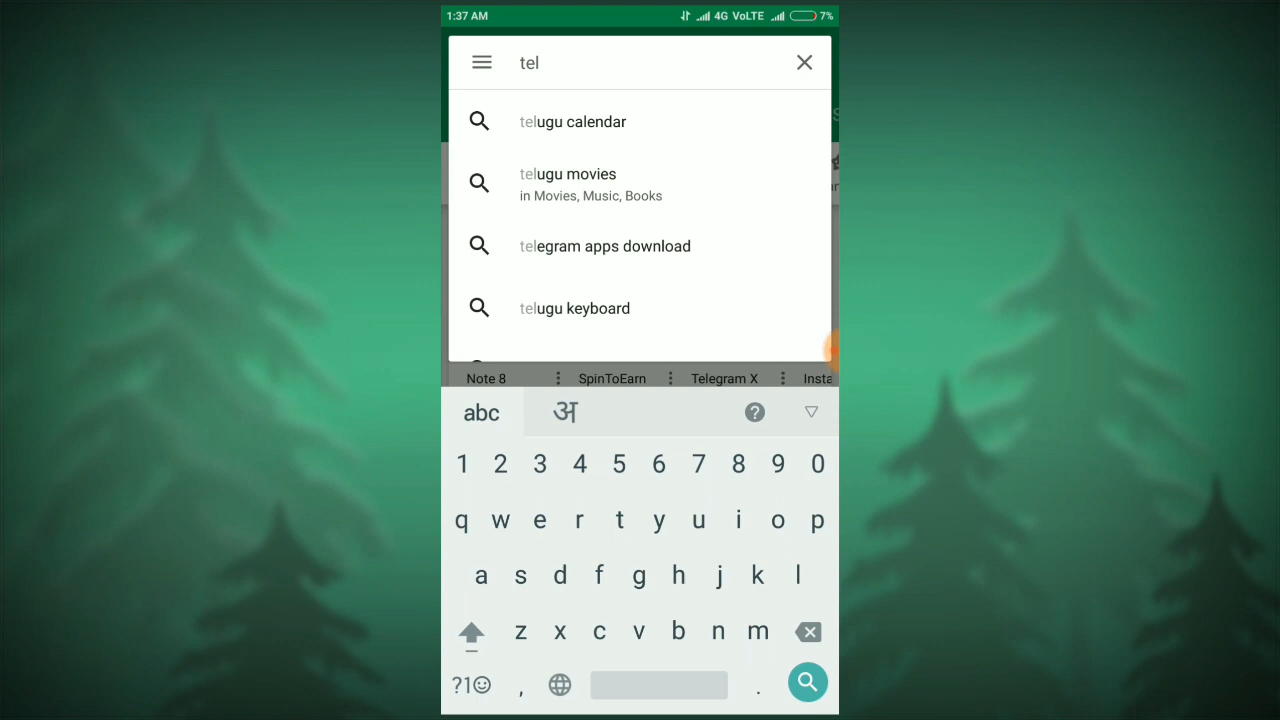 1:37 AM 4G VoLTE 7%
tel
telugu calendar
telugu movies
in Movies, Music, Books
telegram apps download
telugu keyboard
Note 8 SpinToEarn Telegram X Insta
abc अ ?
1 2 3 4 5 6 7 8 9 0
q w e r t y u i o p
a s d f g h j k l
z x c v b n m
?1☺ , .